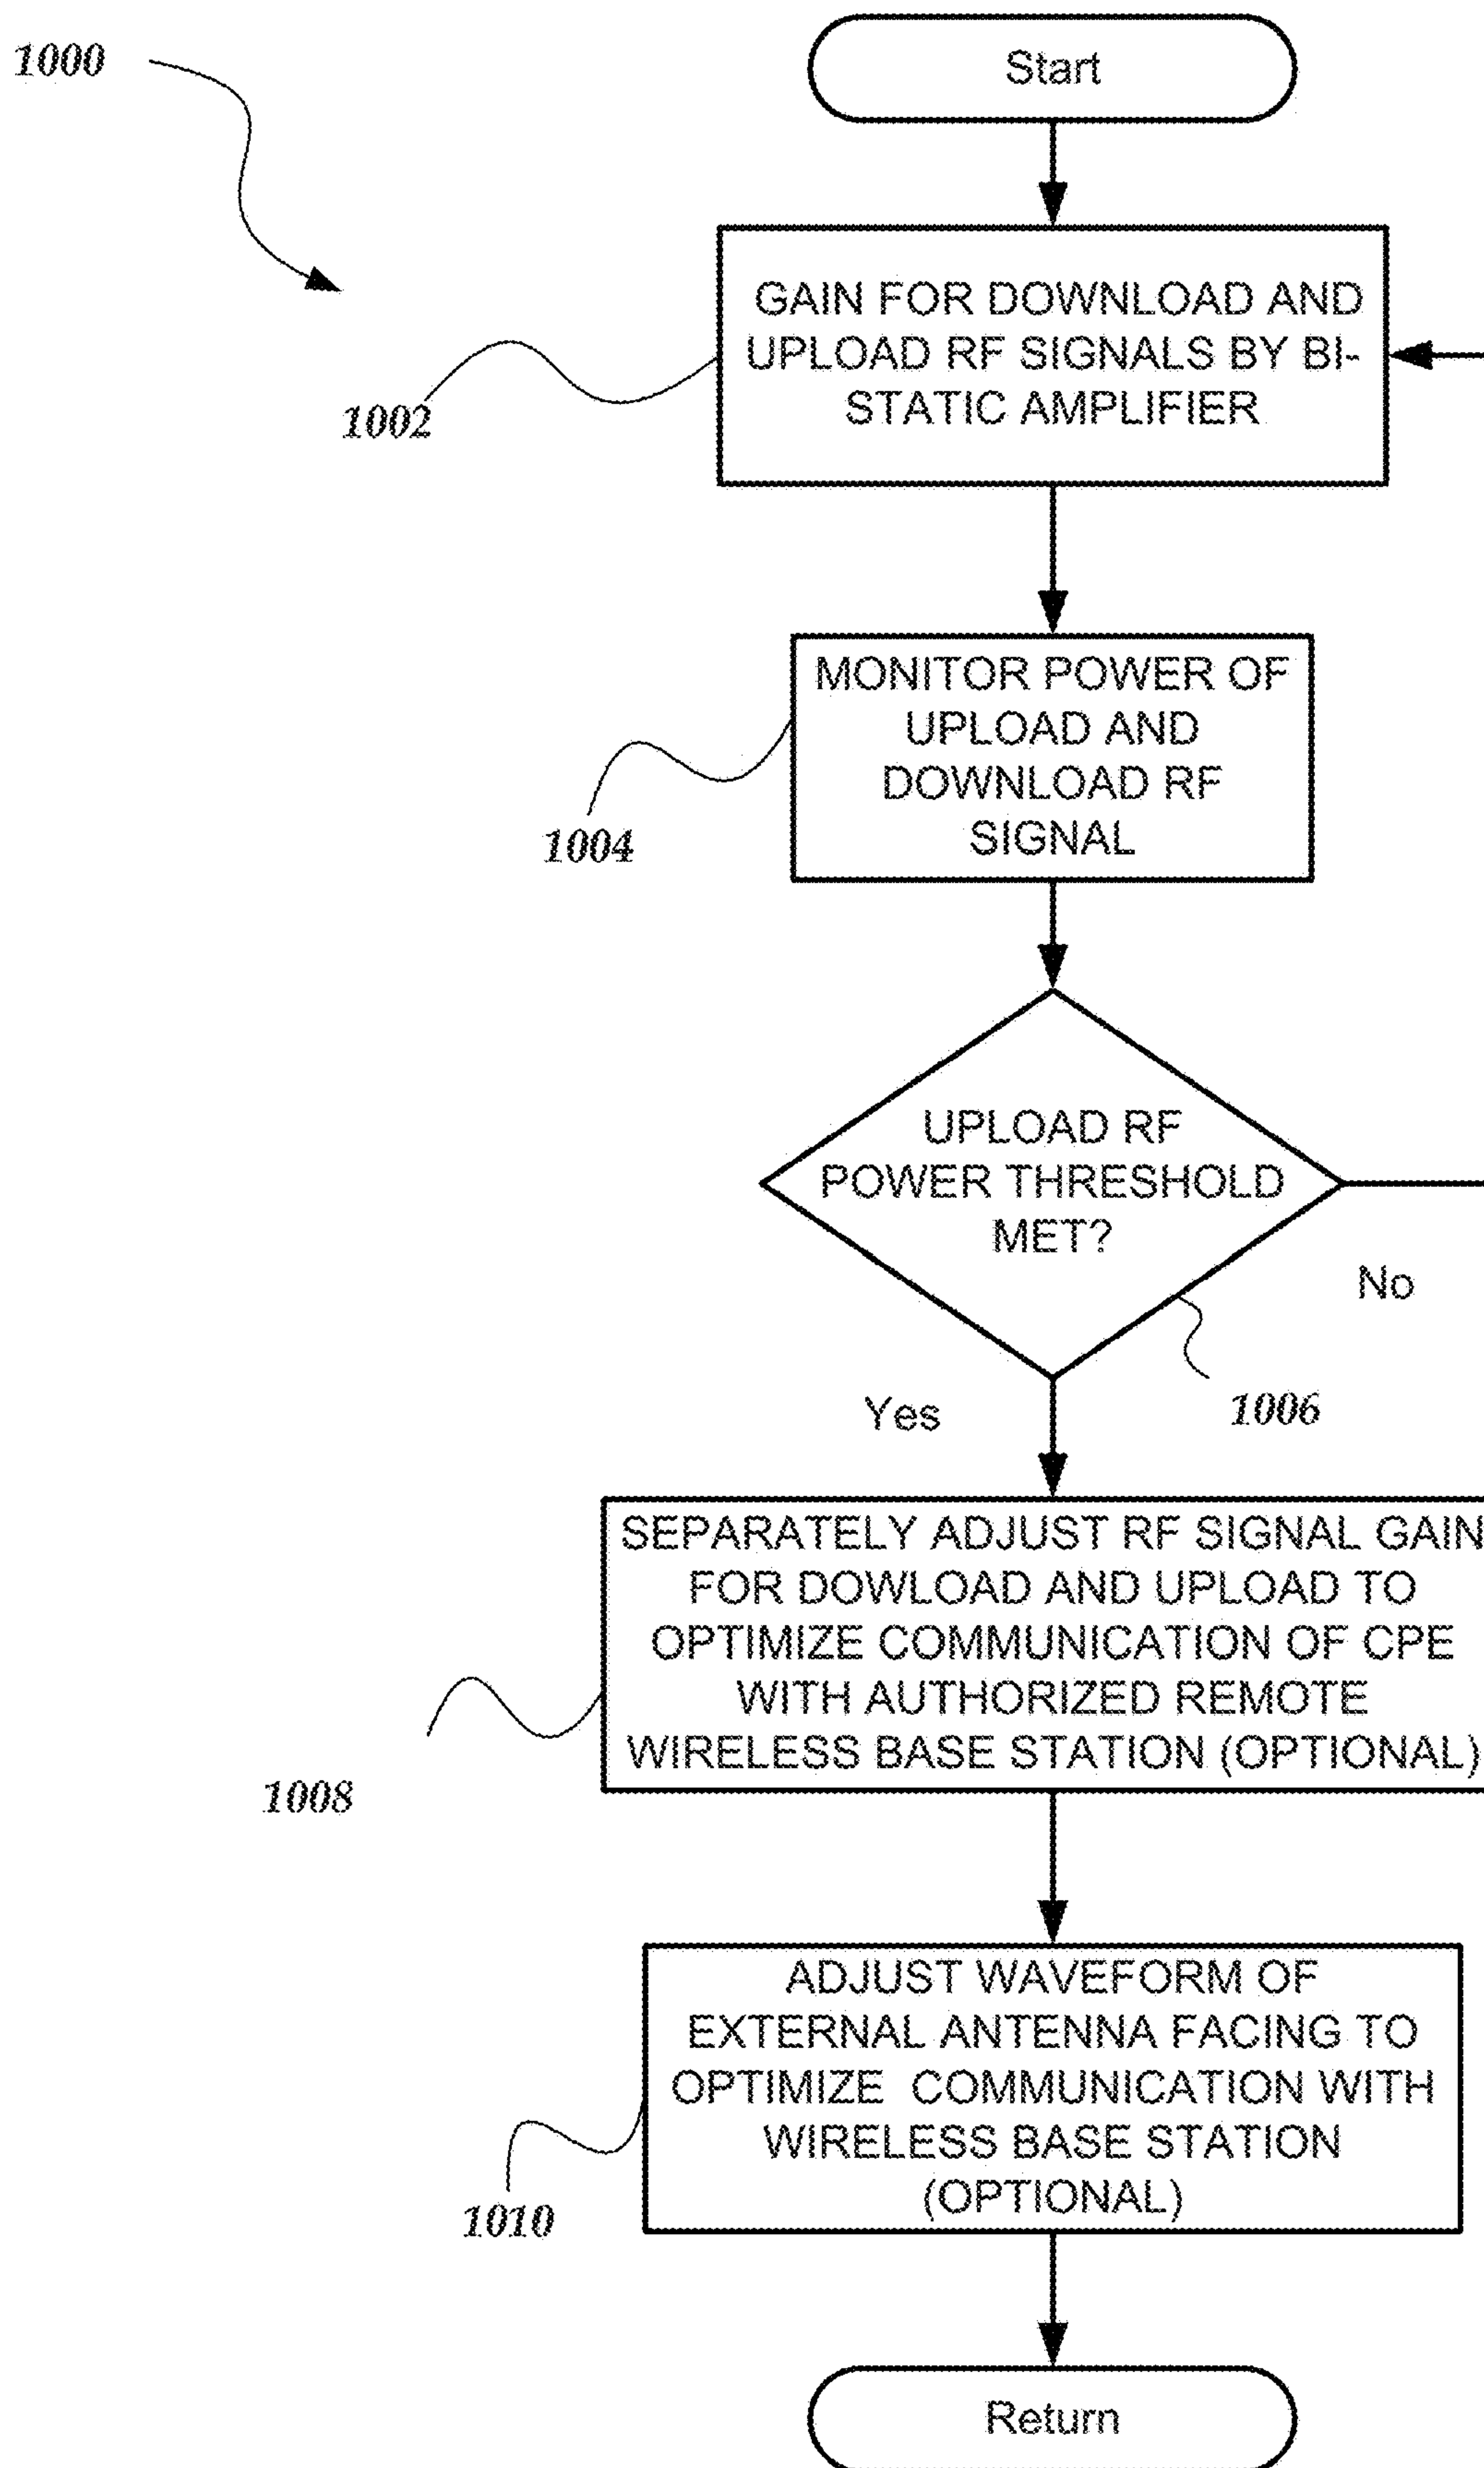 1000
Start
GAIN FOR DOWNLOAD AND
UPLOAD RF SIGNALS BY BI-
STATIC AMPLIFIER
1002
MONITOR POWER OF
UPLOAD AND
DOWNLOAD RF
SIGNAL
1004
UPLOAD RF
POWER THRESHOLD
MET?
No
Yes
1006
SEPARATELY ADJUST RF SIGNAL GAIN
FOR DOWLOAD AND UPLOAD TO
OPTIMIZE COMMUNICATION OF CPE
WITH AUTHORIZED REMOTE
WIRELESS BASE STATION (OPTIONAL)
1008
ADJUST WAVEFORM OF
EXTERNAL ANTENNA FACING TO
OPTIMIZE COMMUNICATION WITH
WIRELESS BASE STATION
(OPTIONAL)
1010
Return